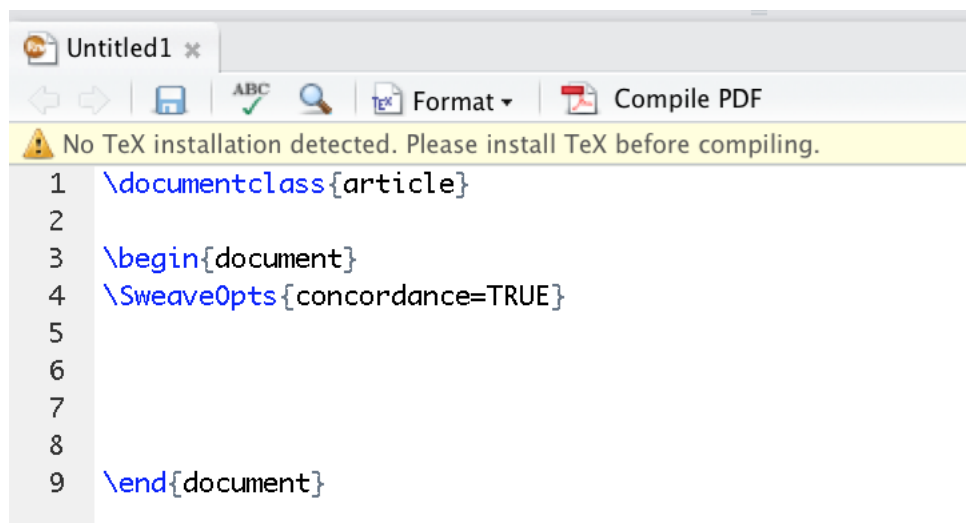 Untitled1
ABC TEX Format Compile PDF
No TeX installation detected. Please install TeX before compiling.
1 \documentclass{article}
2
3 \begin{document}
4 \SweaveOpts{concordance=TRUE}
5
6
7
8
9 \end{document}